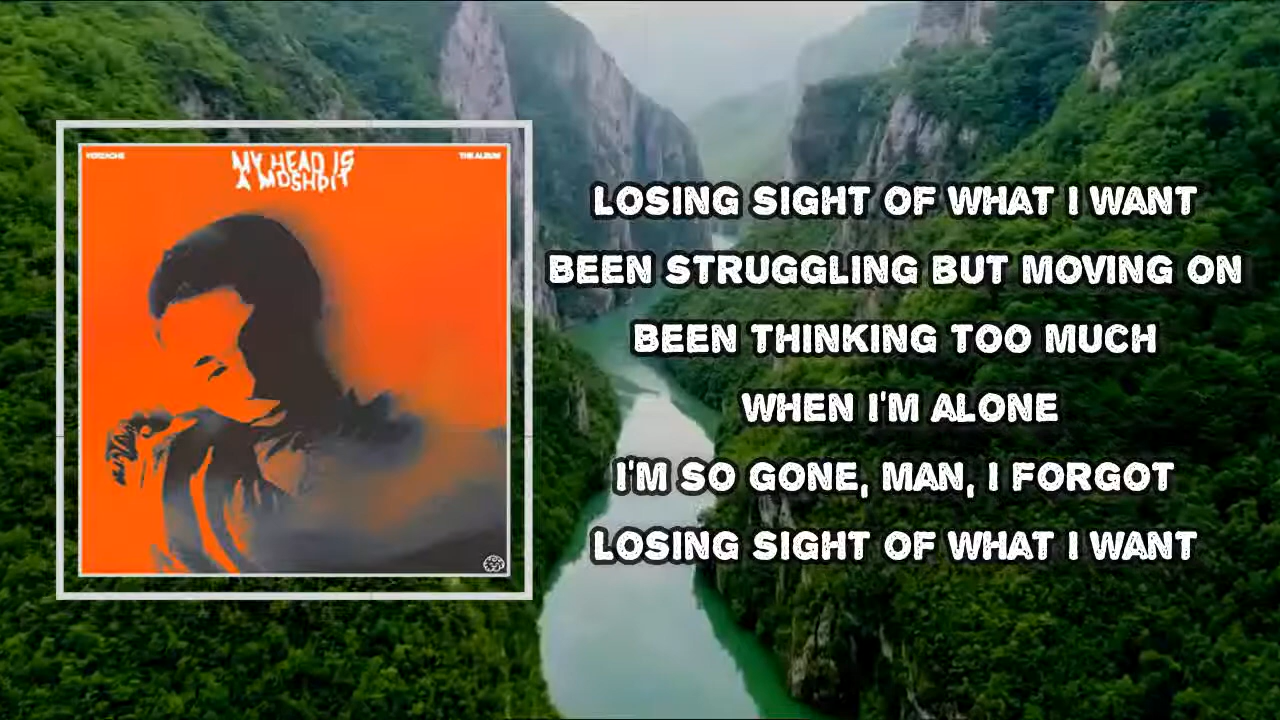 VERZACHE
THE ALBUM
MY HEAD IS
A MOSHPIT
LOSING SIGHT OF WHAT I WANT
BEEN STRUGGLING BUT MOVING ON
BEEN THINKING TOO MUCH
WHEN I'M ALONE
I'M SO GONE, MAN, I FORGOT
LOSING SIGHT OF WHAT I WANT